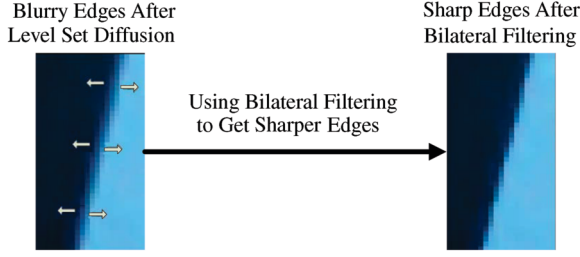 Blurry Edges After
Level Set Diffusion
Using Bilateral Filtering
to Get Sharper Edges
Sharp Edges After
Bilateral Filtering